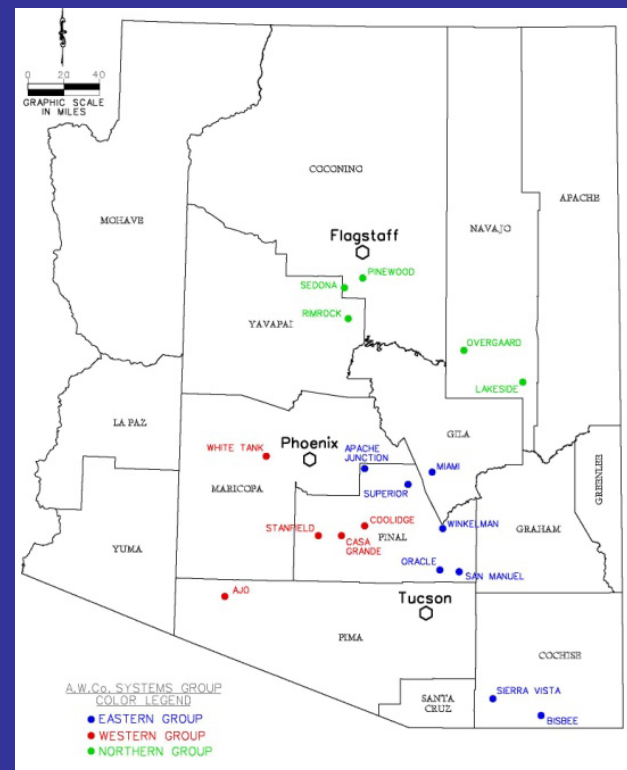 0 20 40
GRAPHIC SCALE
IN MILES
COCONINO
APACHE
MOHAVE
NAVAJO
Flagstaff
PINEWOOD
SEDONA
RIMROCK
YAVAPAI
OVERGAARD
LAKESIDE
LA PAZ
GILA
WHITE TANK
Phoenix
APACHE
JUNCTION
MIAMI
GREENLEE
MARICOPA
SUPERIOR
COOLIDGE
WINKELMAN
STANFIELD
CASA
GRANDE
PINAL
GRAHAM
YUMA
ORACLE
SAN MANUEL
AJO
Tucson
PIMA
COCHISE
SANTA
CRUZ
SIERRA VISTA
BISBEE
A.W.Co. SYSTEMS GROUP
COLOR LEGEND
EASTERN GROUP
WESTERN GROUP
NORTHERN GROUP